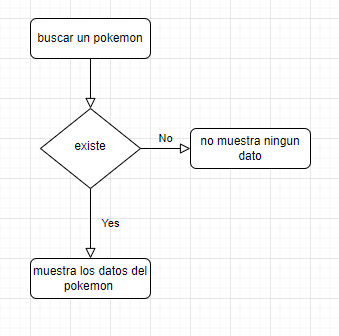 buscar un pokemon
existe
No
no muestra ningun
dato
Yes
muestra los datos del
pokemon